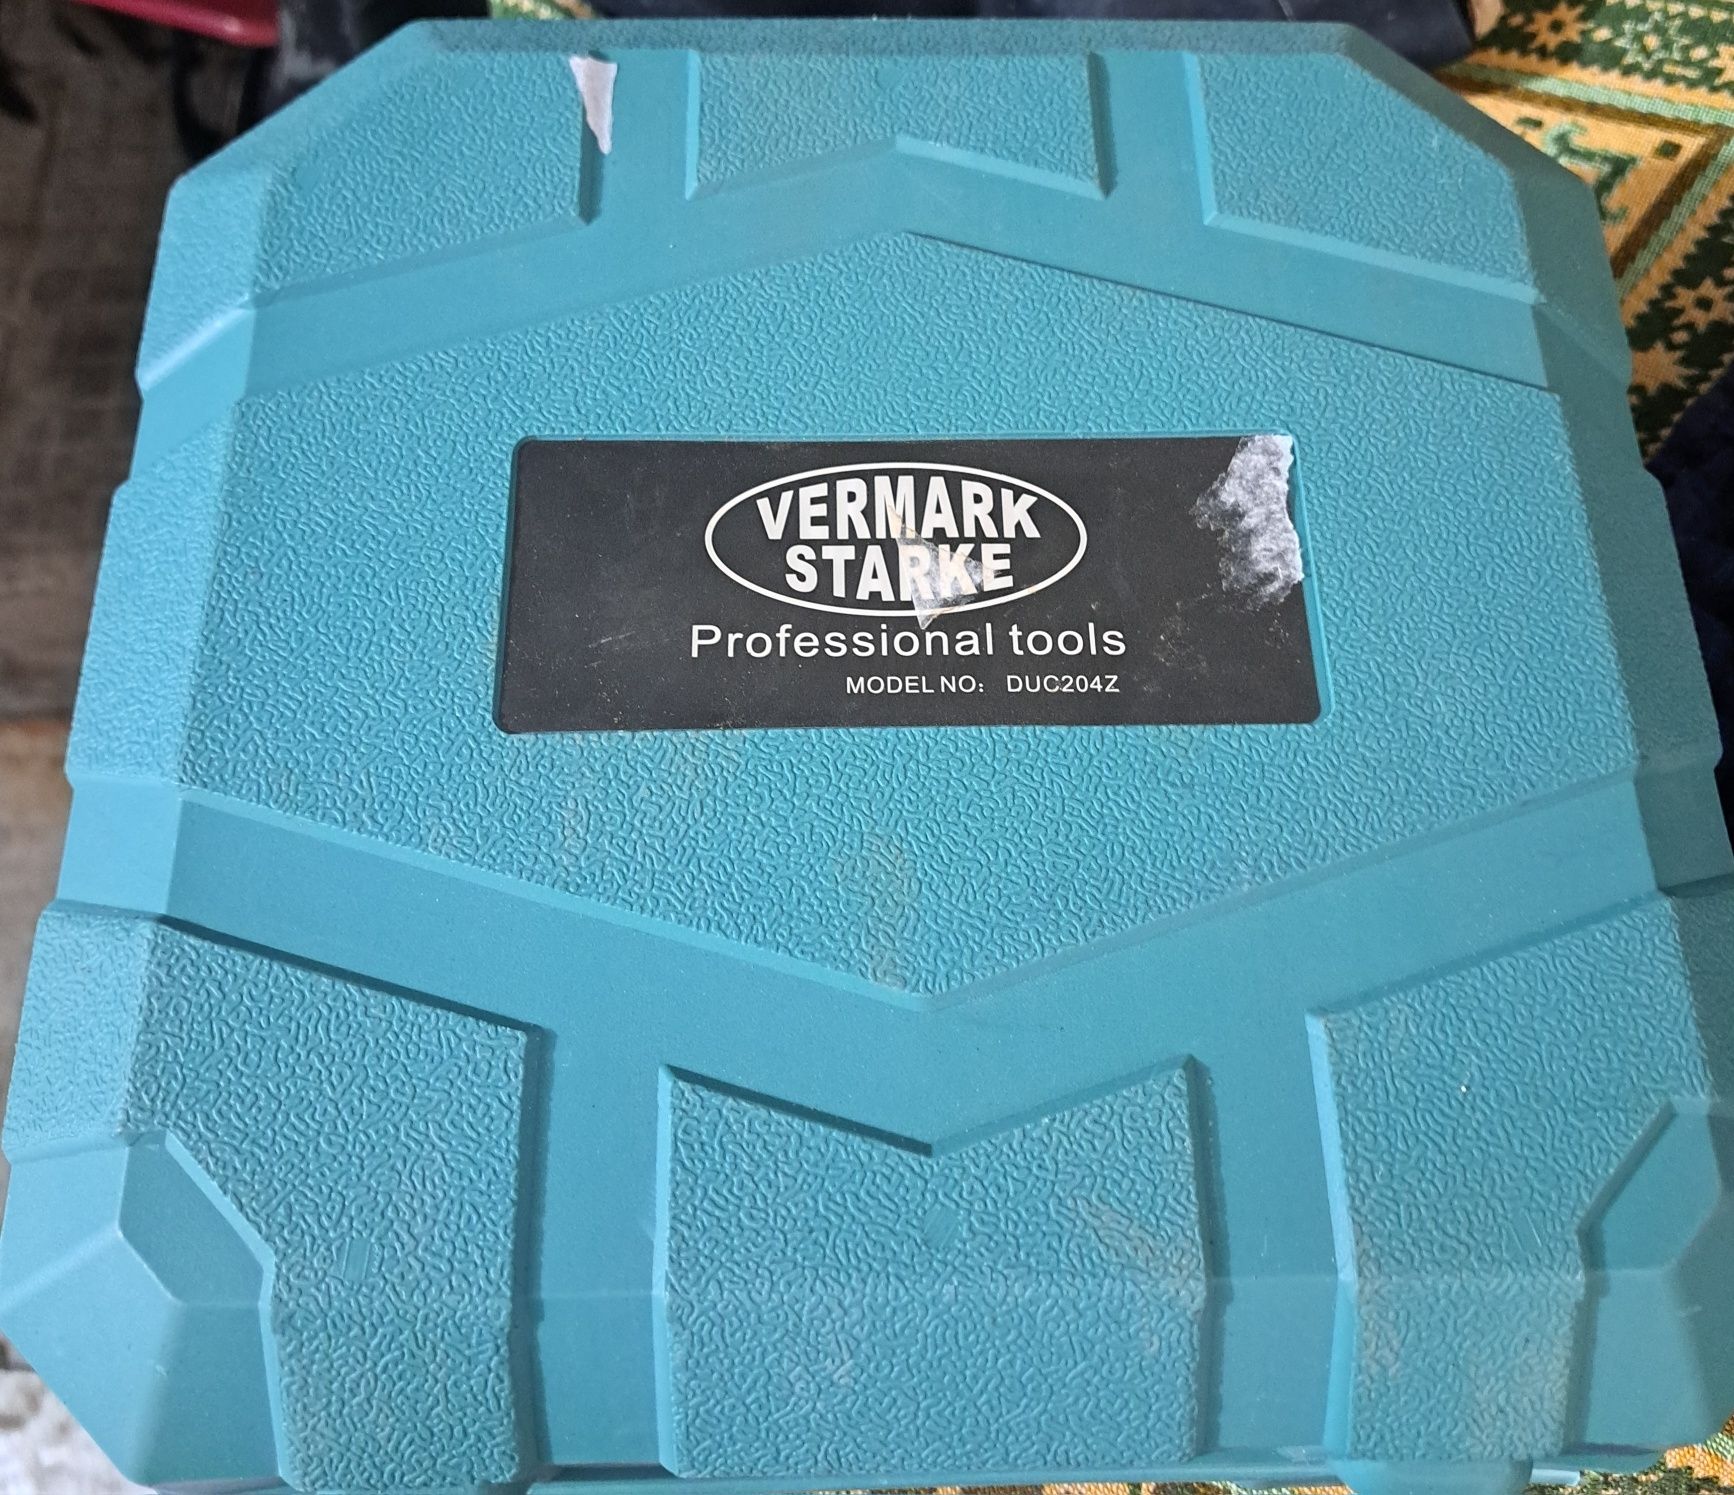 VERMARK
STARKE
Professional tools
MODEL NO: DUC204Z